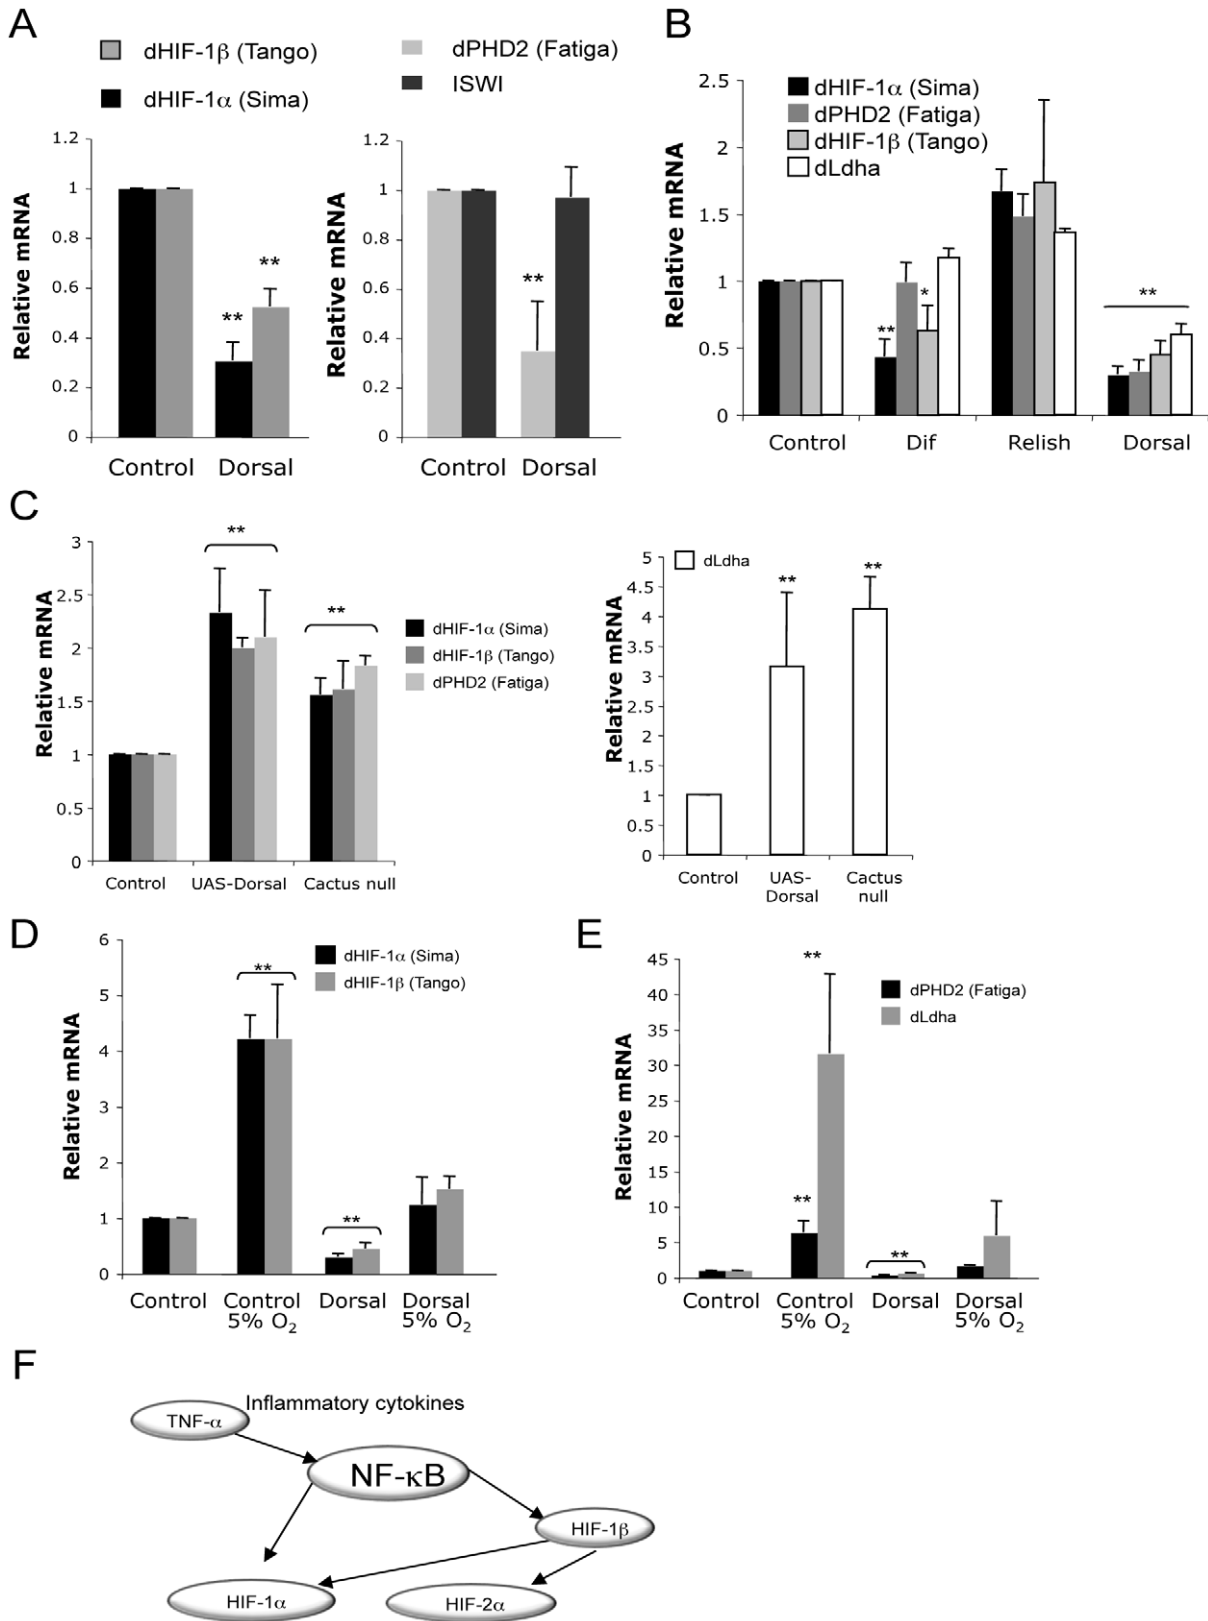 A
dHIF-1β (Tango)
dHIF-1α (Sima)
dPHD2 (Fatiga)
ISWI
Relative mRNA
1.2
1
0.8
0.6
0.4
0.2
0
**
**
Control
Dorsal
Relative mRNA
1.2
1
0.8
0.6
0.4
0.2
0
**
Control
Dorsal
B
dHIF-1α (Sima)
dPHD2 (Fatiga)
dHIF-1β (Tango)
dLdha
Relative mRNA
2.5
2
1.5
1
0.5
0
**
*
**
Control
Dif
Relish
Dorsal
C
Relative mRNA
3
2.5
2
1.5
1
0.5
0
**
**
dHIF-1α (Sima)
dHIF-1β (Tango)
dPHD2 (Fatiga)
Control
UAS-Dorsal
Cactus null
dLdha
Relative mRNA
5
4.5
4
3.5
3
2.5
2
1.5
1
0.5
0
**
**
Control
UAS-
Dorsal
Cactus
null
D
Relative mRNA
6
5
4
3
2
1
0
**
**
dHIF-1α (Sima)
dHIF-1β (Tango)
Control
Control
5% O₂
Dorsal
Dorsal
5% O₂
E
Relative mRNA
45
40
35
30
25
20
15
10
5
0
**
**
**
dPHD2 (Fatiga)
dLdha
Control
Control
5% O₂
Dorsal
Dorsal
5% O₂
F
Inflammatory cytokines
TNF-α
NF-κB
HIF-1β
HIF-1α
HIF-2α